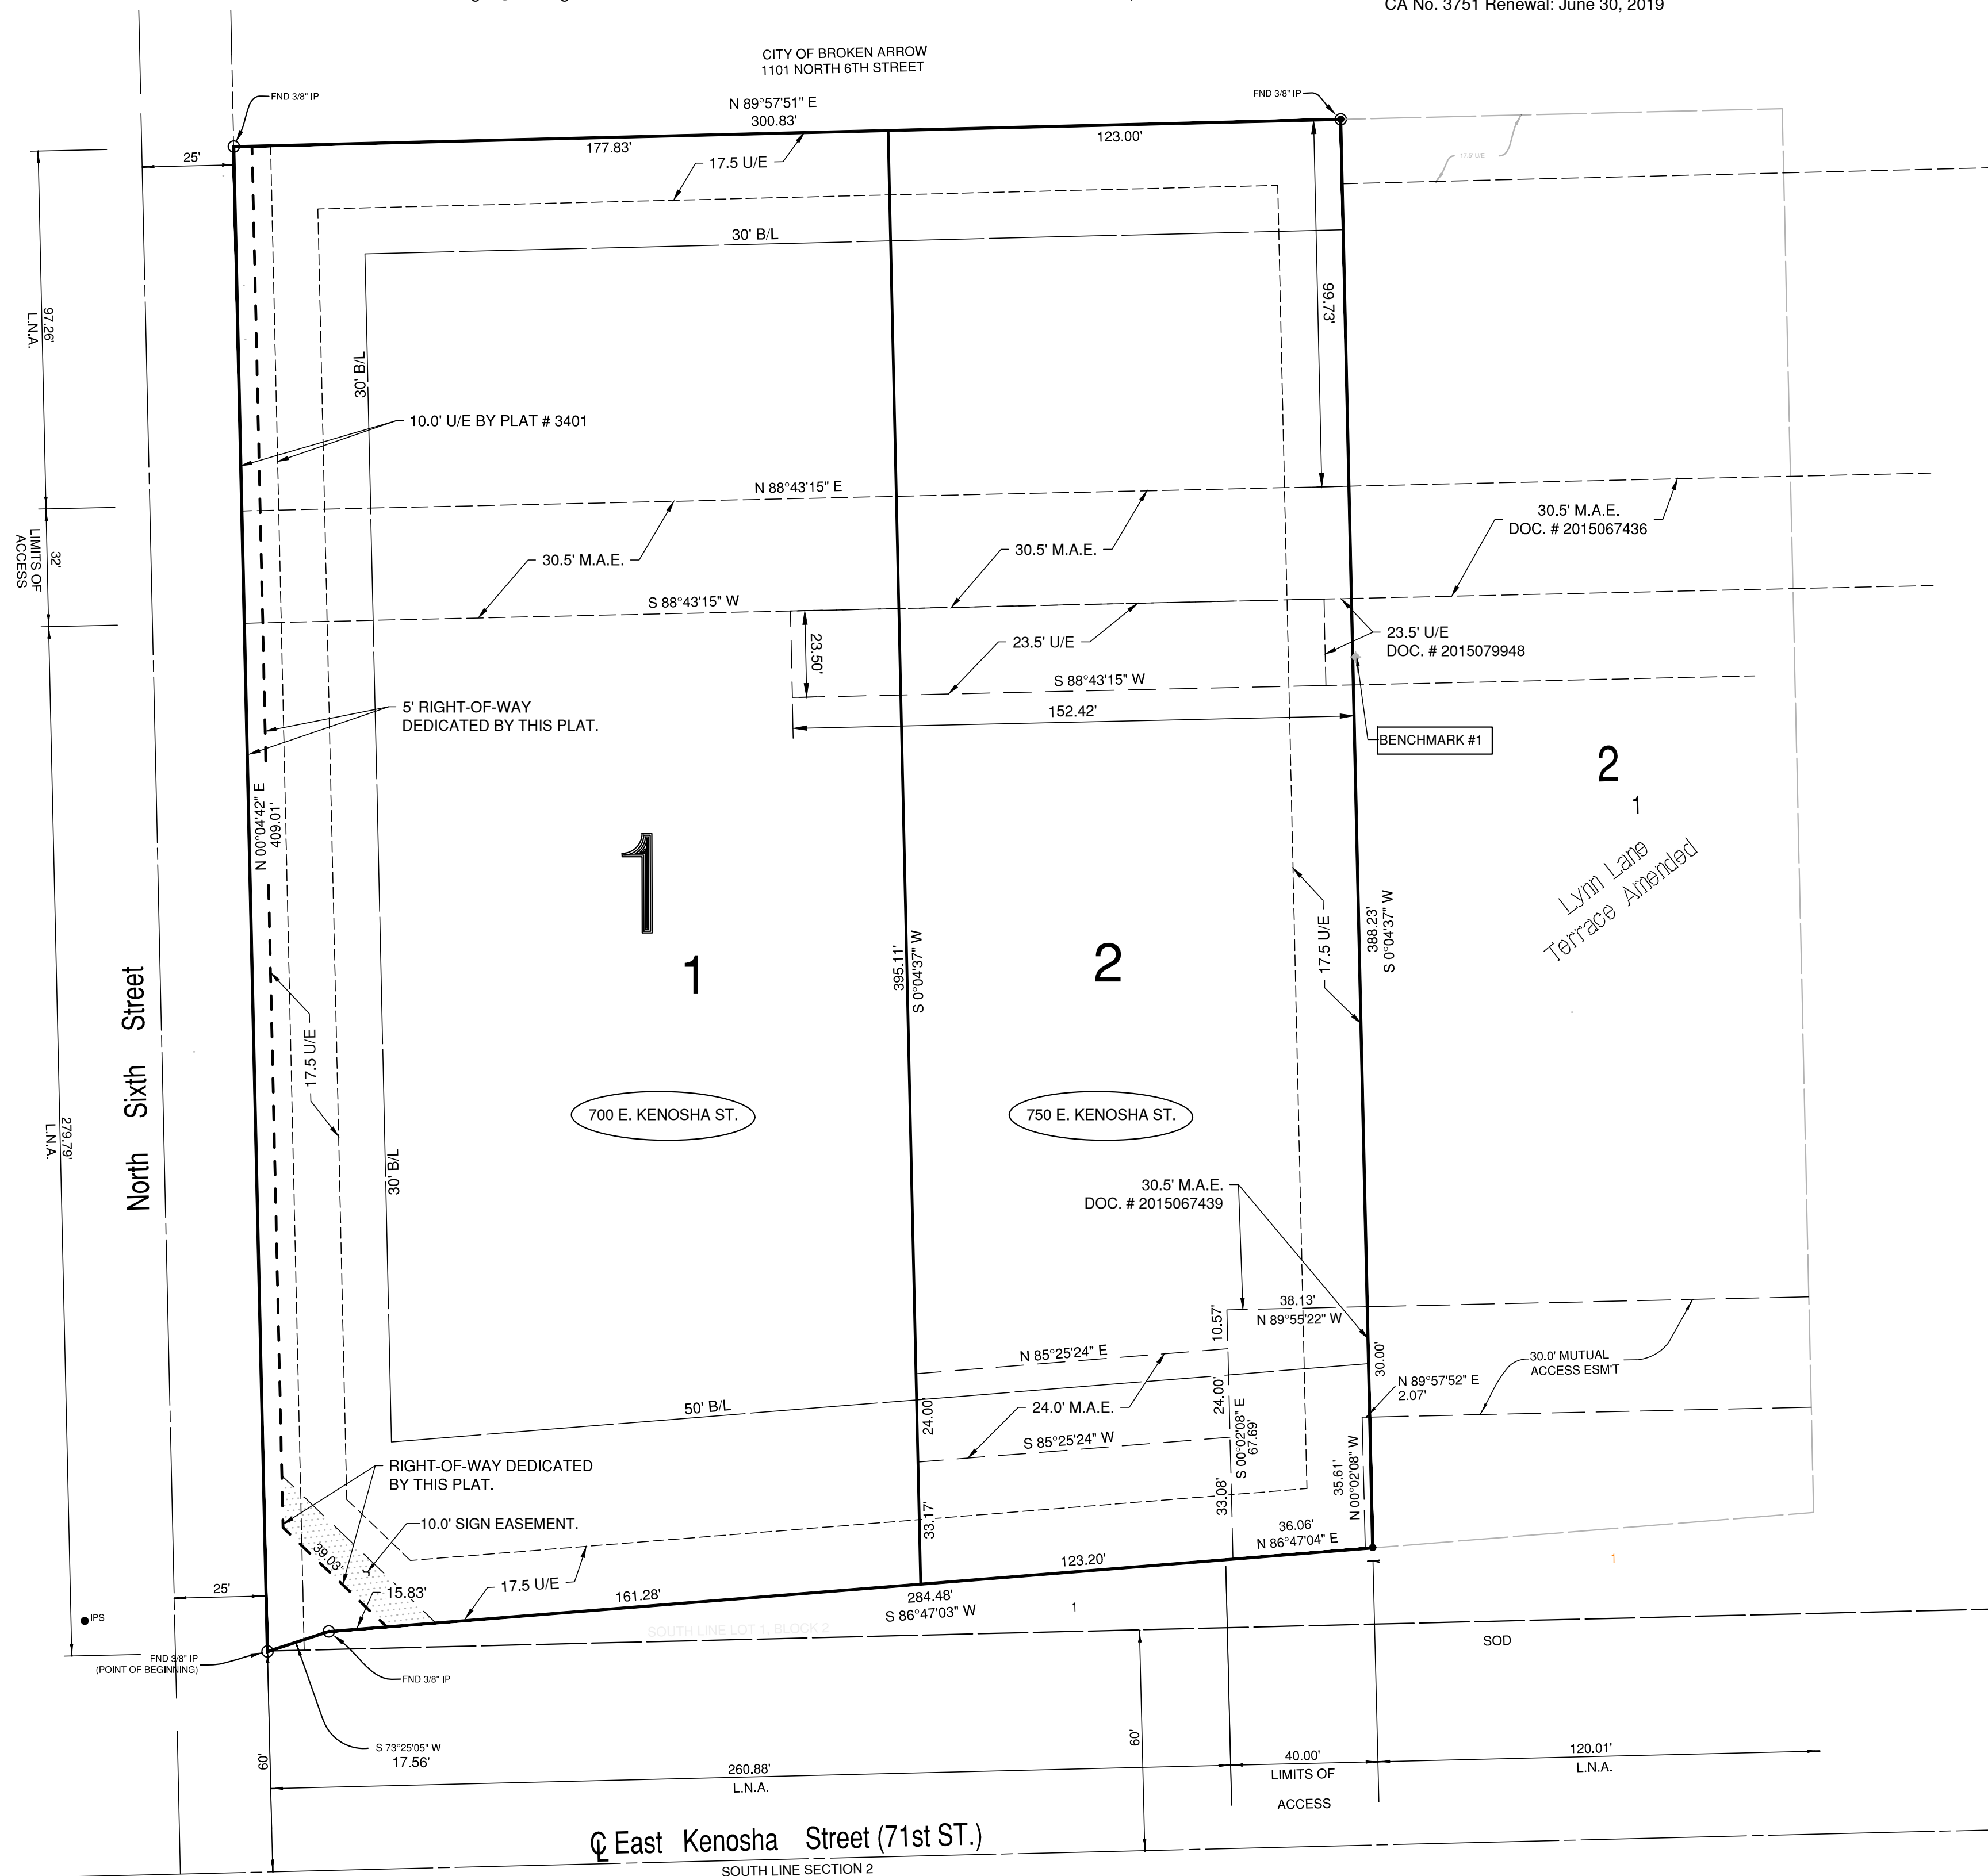 CA No. 3751 Renewal: June 30, 2019
CITY OF BROKEN ARROW
1101 NORTH 6TH STREET
FND 3/8" IP
N 89°57'51" E
300.83'
FND 3/8" IP
25'
177.83'
123.00'
17.5 U/E
17.5' U/E
30' B/L
99.73'
97.26'
L.N.A.
30' B/L
10.0' U/E BY PLAT # 3401
N 88°43'15" E
30.5' M.A.E.
DOC. # 2015067436
32'
LIMITS OF
ACCESS
30.5' M.A.E.
30.5' M.A.E.
S 88°43'15" W
23.50'
23.5' U/E
23.5' U/E
DOC. # 2015079948
S 88°43'15" W
152.42'
5' RIGHT-OF-WAY
DEDICATED BY THIS PLAT.
BENCHMARK #1
2
1
Lynn Lane
Terrace Amended
N 00°04'42" E
409.01'
1
1
2
395.11'
S 0°04'37" W
17.5 U/E
388.23'
S 0°04'37" W
North Sixth Street
17.5 U/E
700 E. KENOSHA ST.
750 E. KENOSHA ST.
279.79'
L.N.A.
30' B/L
30.5' M.A.E.
DOC. # 2015067439
38.13'
N 89°55'22" W
10.57'
N 85°25'24" E
30.00'
30.0' MUTUAL
ACCESS ESM'T
N 89°57'52" E
2.07'
50' B/L
24.00'
24.0' M.A.E.
24.00'
S 00°02'08" E
67.69'
S 85°25'24" W
RIGHT-OF-WAY DEDICATED
BY THIS PLAT.
33.08'
35.61'
N 00°02'08" W
10.0' SIGN EASEMENT.
33.17'
36.06'
N 86°47'04" E
39.03'
123.20'
1
25'
15.83'
17.5 U/E
161.28'
284.48'
S 86°47'03" W
1
IPS
SOUTH LINE LOT 1, BLOCK 2
SOD
FND 3/8" IP
(POINT OF BEGINNING)
FND 3/8" IP
60'
S 73°25'05" W
17.56'
60'
260.88'
L.N.A.
40.00'
LIMITS OF
ACCESS
120.01'
L.N.A.
℄ East Kenosha Street (71st ST.)
SOUTH LINE SECTION 2